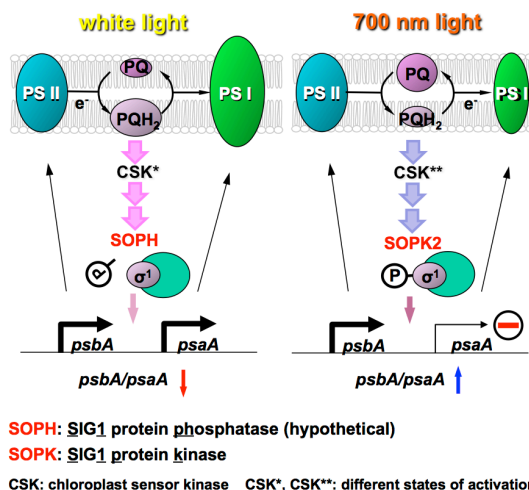 white light
700 nm light
PS II
PQ
PS I
e-
PQH2
CSK*
SOPH
P
σ1
psbA
psaA
psbA/psaA
PS II
PQ
PS I
e-
PQH2
CSK**
SOPK2
P
σ1
psbA
psaA
psbA/psaA
SOPH: SIG1 protein phosphatase (hypothetical)
SOPK: SIG1 protein kinase
CSK: chloroplast sensor kinase CSK*, CSK**: different states of